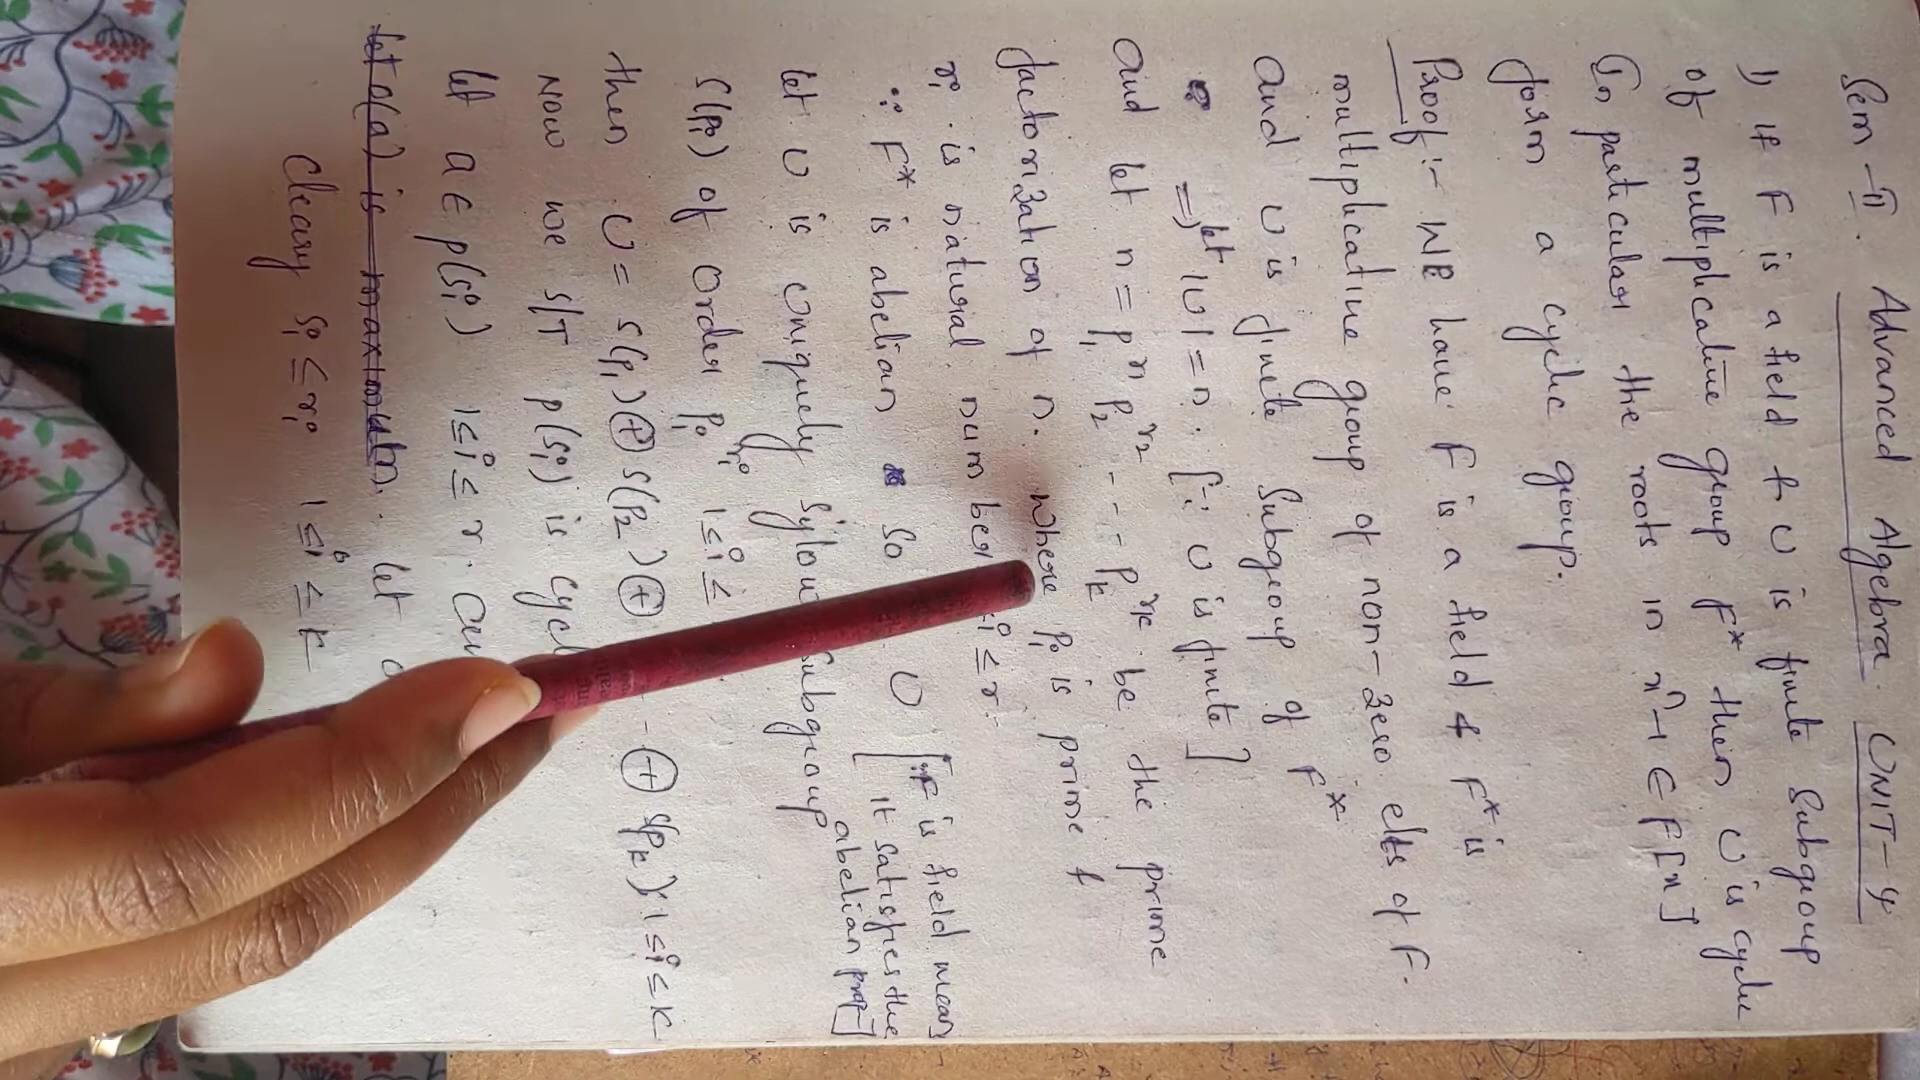 Sem - II. Advanced Algebra. UNIT - 4
1) If F is a field & U is finite Subgroup
of multiplicative group F* then U is cyclic
In particular the roots in xⁿ-1 ∈ F[x]
form a cyclic group.
Proof:- WE have F is a field & F* is
multiplicative group of non-zero elts of F.
and U is finite Subgroup of F*
⇒ let |U| = n. [∵ U is finite]
and let n = p₁^r₁ p₂^r₂ - - - p_k^r_k be the prime
factorization of n. where pᵢ is prime &
rᵢ is natural number ≤ r.
∵ F* is abelian So U [∵ F is field means
it satisfies the
abelian prop]
let U is uniquely Sylow Subgroup
S(pᵢ) of order pᵢ^rᵢ 1≤i≤
then U = S(p₁) ⊕ S(p₂) ⊕ - ⊕ S(p_k), 1≤i≤k
Now we S/T p(sᵢ) is
let a ∈ p(sᵢ) 1≤i≤r.
let o(a) is maximum. let
Cleary sᵢ ≤ rᵢ 1≤i≤k